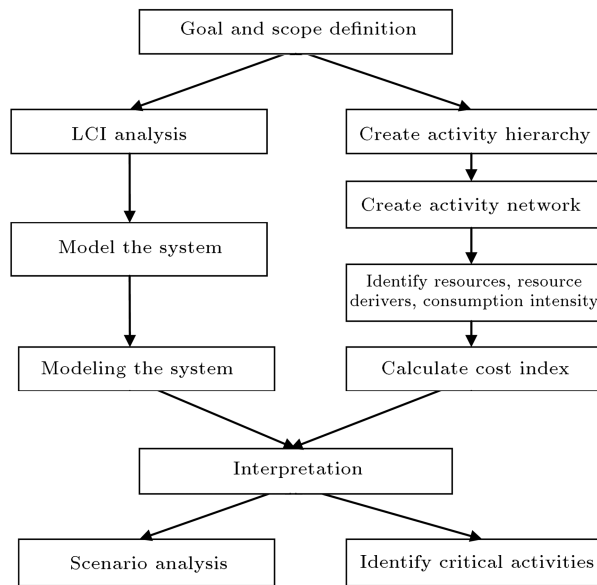 Goal and scope definition
LCI analysis
Create activity hierarchy
Create activity network
Model the system
Identify resources, resource
derivers, consumption intensity
Modeling the system
Calculate cost index
Interpretation
Scenario analysis
Identify critical activities